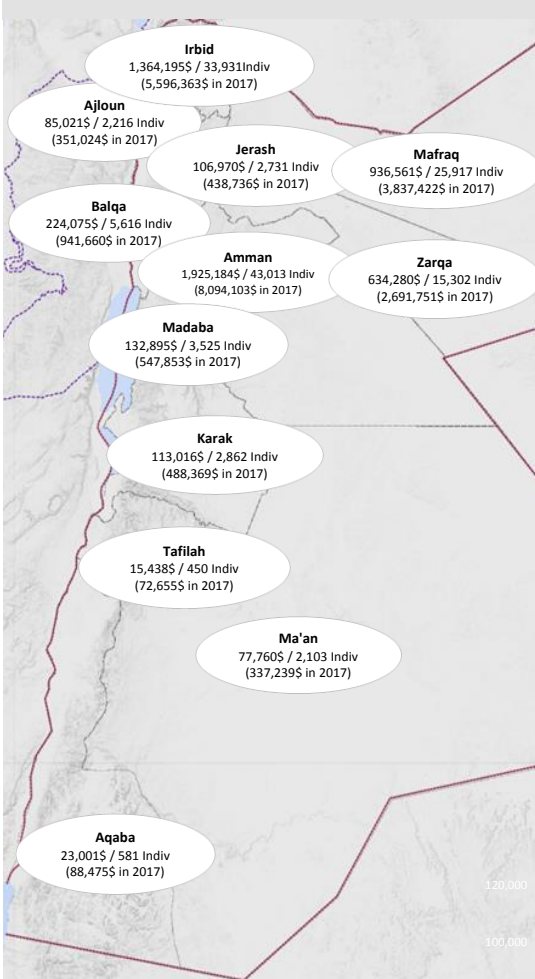 Irbid
1,364,195$ / 33,931Indiv
(5,596,363$ in 2017)
Ajloun
85,021$ / 2,216 Indiv
(351,024$ in 2017)
Jerash
106,970$ / 2,731 Indiv
(438,736$ in 2017)
Mafraq
936,561$ / 25,917 Indiv
(3,837,422$ in 2017)
Balqa
224,075$ / 5,616 Indiv
(941,660$ in 2017)
Amman
1,925,184$ / 43,013 Indiv
(8,094,103$ in 2017)
Zarqa
634,280$ / 15,302 Indiv
(2,691,751$ in 2017)
Madaba
132,895$ / 3,525 Indiv
(547,853$ in 2017)
Karak
113,016$ / 2,862 Indiv
(488,369$ in 2017)
Tafilah
15,438$ / 450 Indiv
(72,655$ in 2017)
Ma'an
77,760$ / 2,103 Indiv
(337,239$ in 2017)
Aqaba
23,001$ / 581 Indiv
(88,475$ in 2017)
120,000
100,000